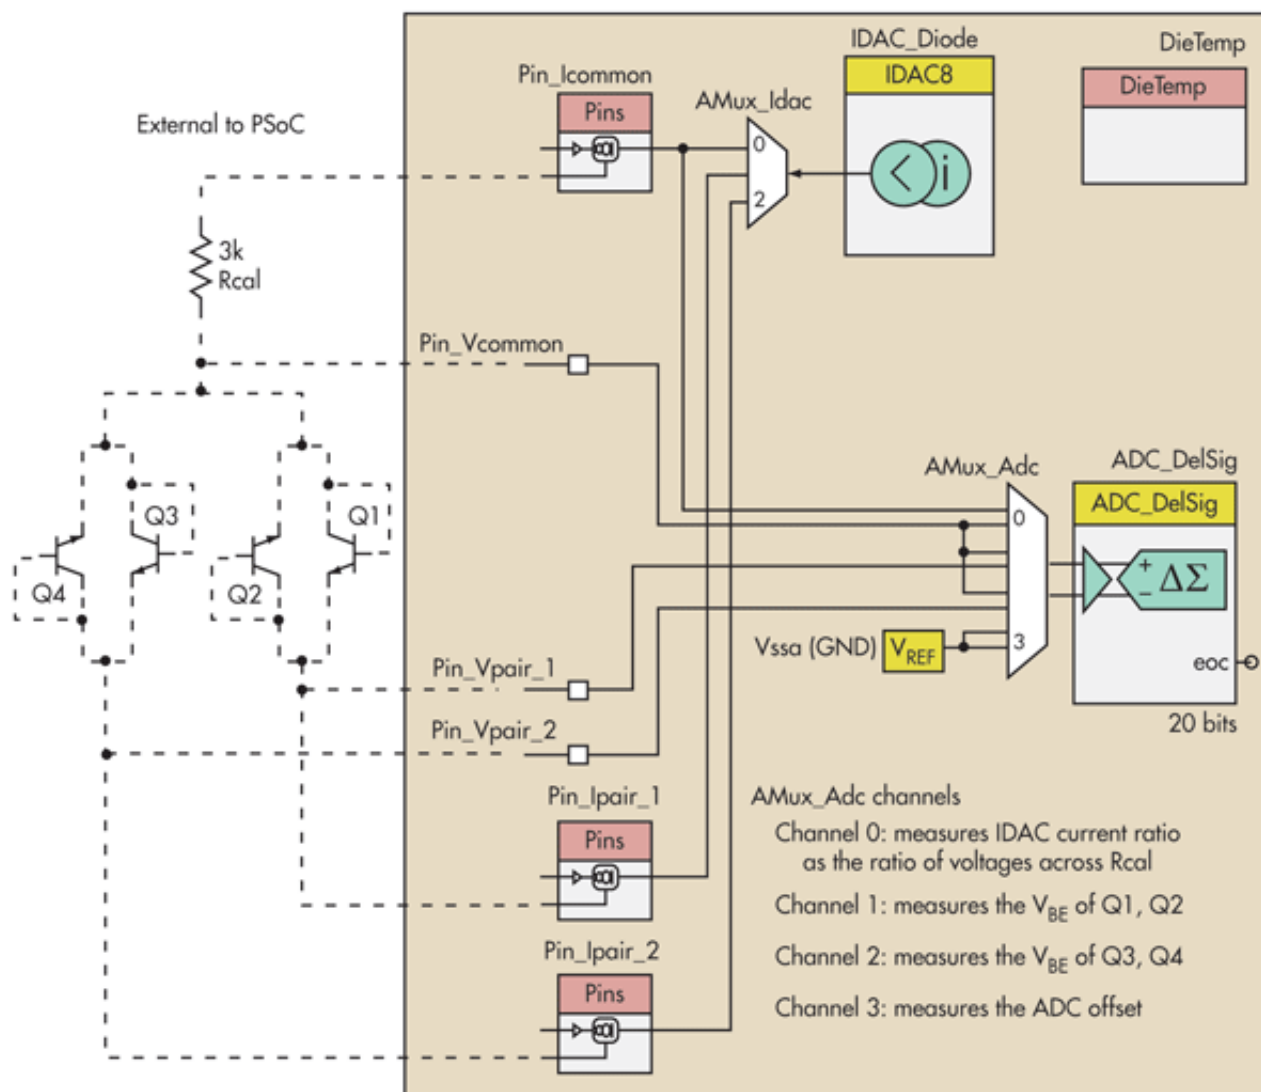 IDAC_Diode
DieTemp
Pin_Icommon
IDAC8
DieTemp
AMux_Idac
Pins
External to PSoC
0
i
2
3k
Rcal
Pin_Vcommon
AMux_Adc
ADC_DelSig
ADC_DelSig
0
Q3
Q1
Q4
Q2
+
−
ΔΣ
Vssa (GND)
VREF
3
eoc
Pin_Vpair_1
20 bits
Pin_Vpair_2
Pin_Ipair_1
Pins
AMux_Adc channels
Channel 0: measures IDAC current ratio
as the ratio of voltages across Rcal
Channel 1: measures the VBE of Q1, Q2
Pin_Ipair_2
Channel 2: measures the VBE of Q3, Q4
Pins
Channel 3: measures the ADC offset